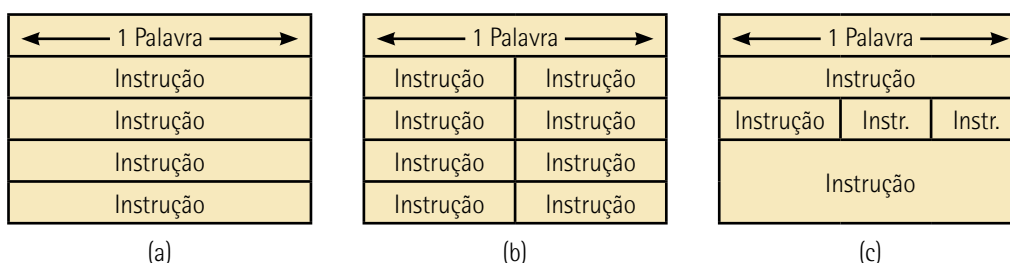 1 Palavra 1 Palavra 1 Palavra
Instrução Instrução Instrução Instrução
Instrução Instrução Instrução Instrução Instr. Instr.
Instrução Instrução Instrução Instrução
Instrução Instrução Instrução
(a) (b) (c)